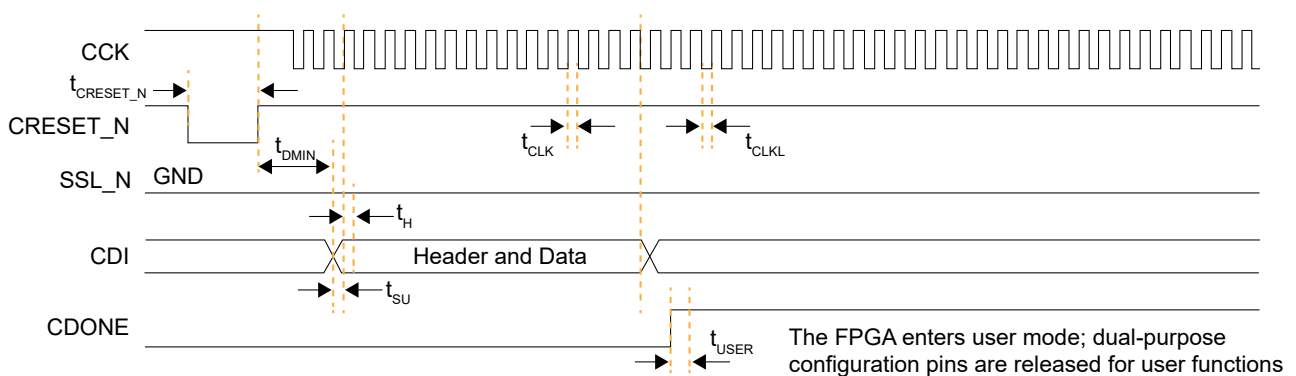 CCK
tCRESET_N
CRESET_N
tDMIN
tCLK
tCLKL
SSL_N
GND
tH
CDI
Header and Data
tSU
CDONE
tUSER
The FPGA enters user mode; dual-purpose
configuration pins are released for user functions